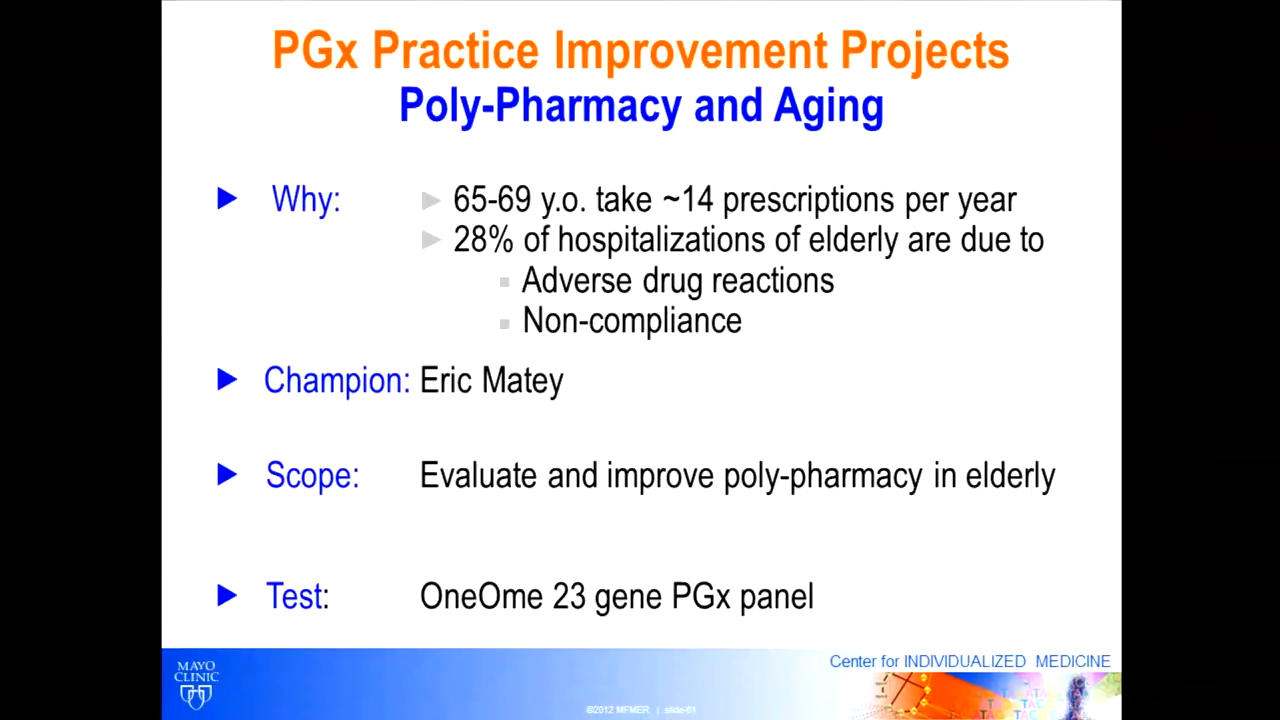 PGx Practice Improvement Projects
Poly-Pharmacy and Aging
Why: 65-69 y.o. take ~14 prescriptions per year
28% of hospitalizations of elderly are due to
Adverse drug reactions
Non-compliance
Champion: Eric Matey
Scope: Evaluate and improve poly-pharmacy in elderly
Test: OneOme 23 gene PGx panel
MAYO
CLINIC
Center for INDIVIDUALIZED MEDICINE
©2012 MFMER | slide-61